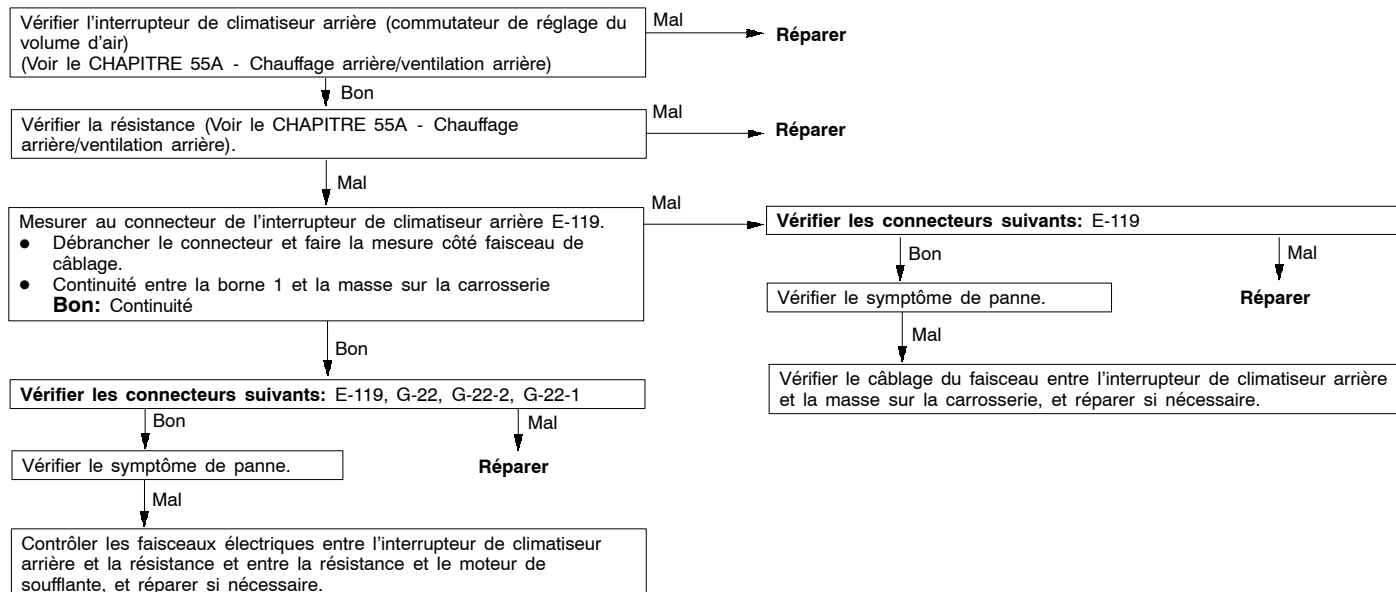 Vérifier l'interrupteur de climatiseur arrière (commutateur de réglage du
volume d'air)
(Voir le CHAPITRE 55A - Chauffage arrière/ventilation arrière)
Mal
Réparer
Bon
Vérifier la résistance (Voir le CHAPITRE 55A - Chauffage
arrière/ventilation arrière).
Mal
Réparer
Mal
Mesurer au connecteur de l'interrupteur de climatiseur arrière E-119.
● Débrancher le connecteur et faire la mesure côté faisceau de
câblage.
● Continuité entre la borne 1 et la masse sur la carrosserie
Bon: Continuité
Mal
Vérifier les connecteurs suivants: E-119
Bon
Mal
Vérifier le symptôme de panne.
Réparer
Mal
Vérifier le câblage du faisceau entre l'interrupteur de climatiseur arrière
et la masse sur la carrosserie, et réparer si nécessaire.
Bon
Vérifier les connecteurs suivants: E-119, G-22, G-22-2, G-22-1
Bon
Mal
Vérifier le symptôme de panne.
Réparer
Mal
Contrôler les faisceaux électriques entre l'interrupteur de climatiseur
arrière et la résistance et entre la résistance et le moteur de
soufflante, et réparer si nécessaire.